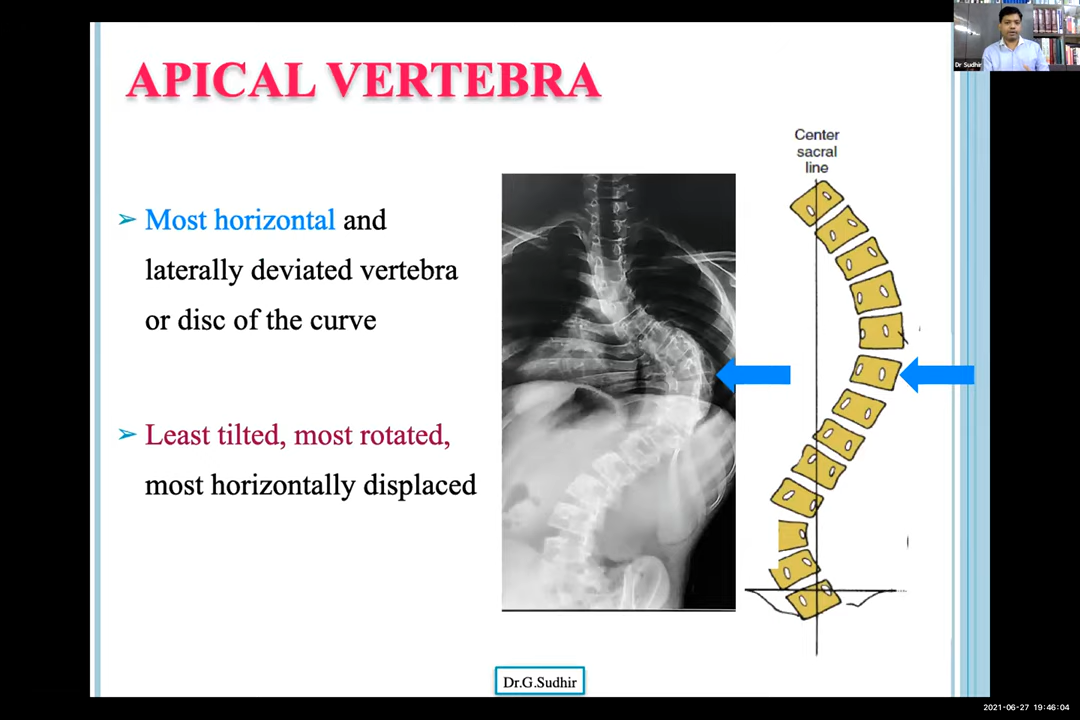 Dr Sudhir
APICAL VERTEBRA
Center
sacral
line
➢ Most horizontal and
laterally deviated vertebra
or disc of the curve
➢ Least tilted, most rotated,
most horizontally displaced
Dr.G.Sudhir
2021-06-27 19:46:04